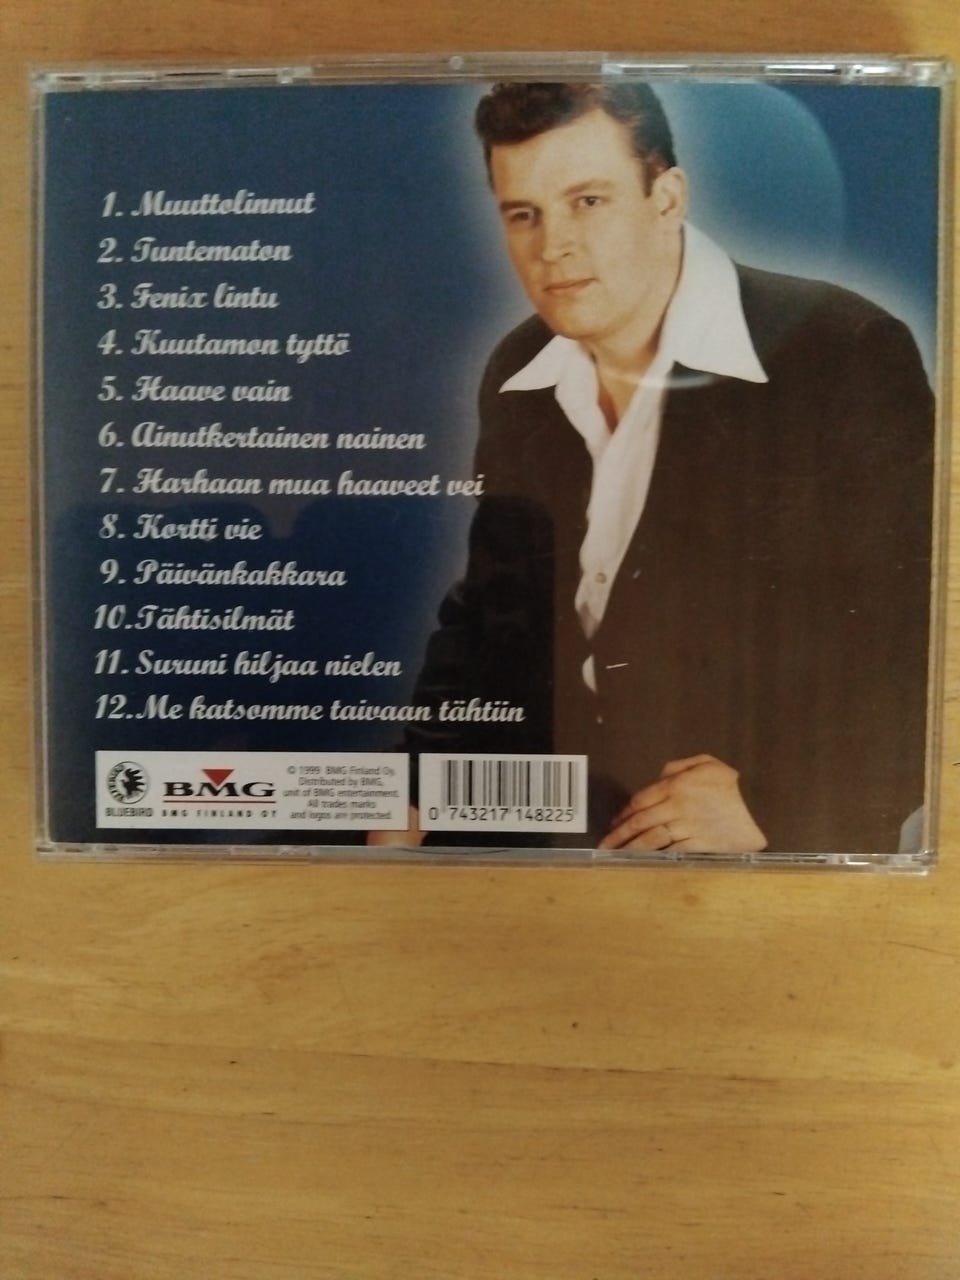 1. Muuttolinnut
2. Tuntematon
3. Fenix lintu
4. Kuutamon tyttö
5. Haave vain
6. Ainutkertainen nainen
7. Harhaan mua haaveet vei
8. Kortti vie
9. Päivänkakkara
10. Tähtisilmät
11. Suruni hiljaa nielen
12. Me katsomme taivaan tähtiin
BLUEBIRD
BMG
BMG FINLAND OY
© 1999 BMG Finland Oy.
Distributed by BMG,
unit of BMG entertainment.
All trades marks
and logos are protected.
0 743217 148225